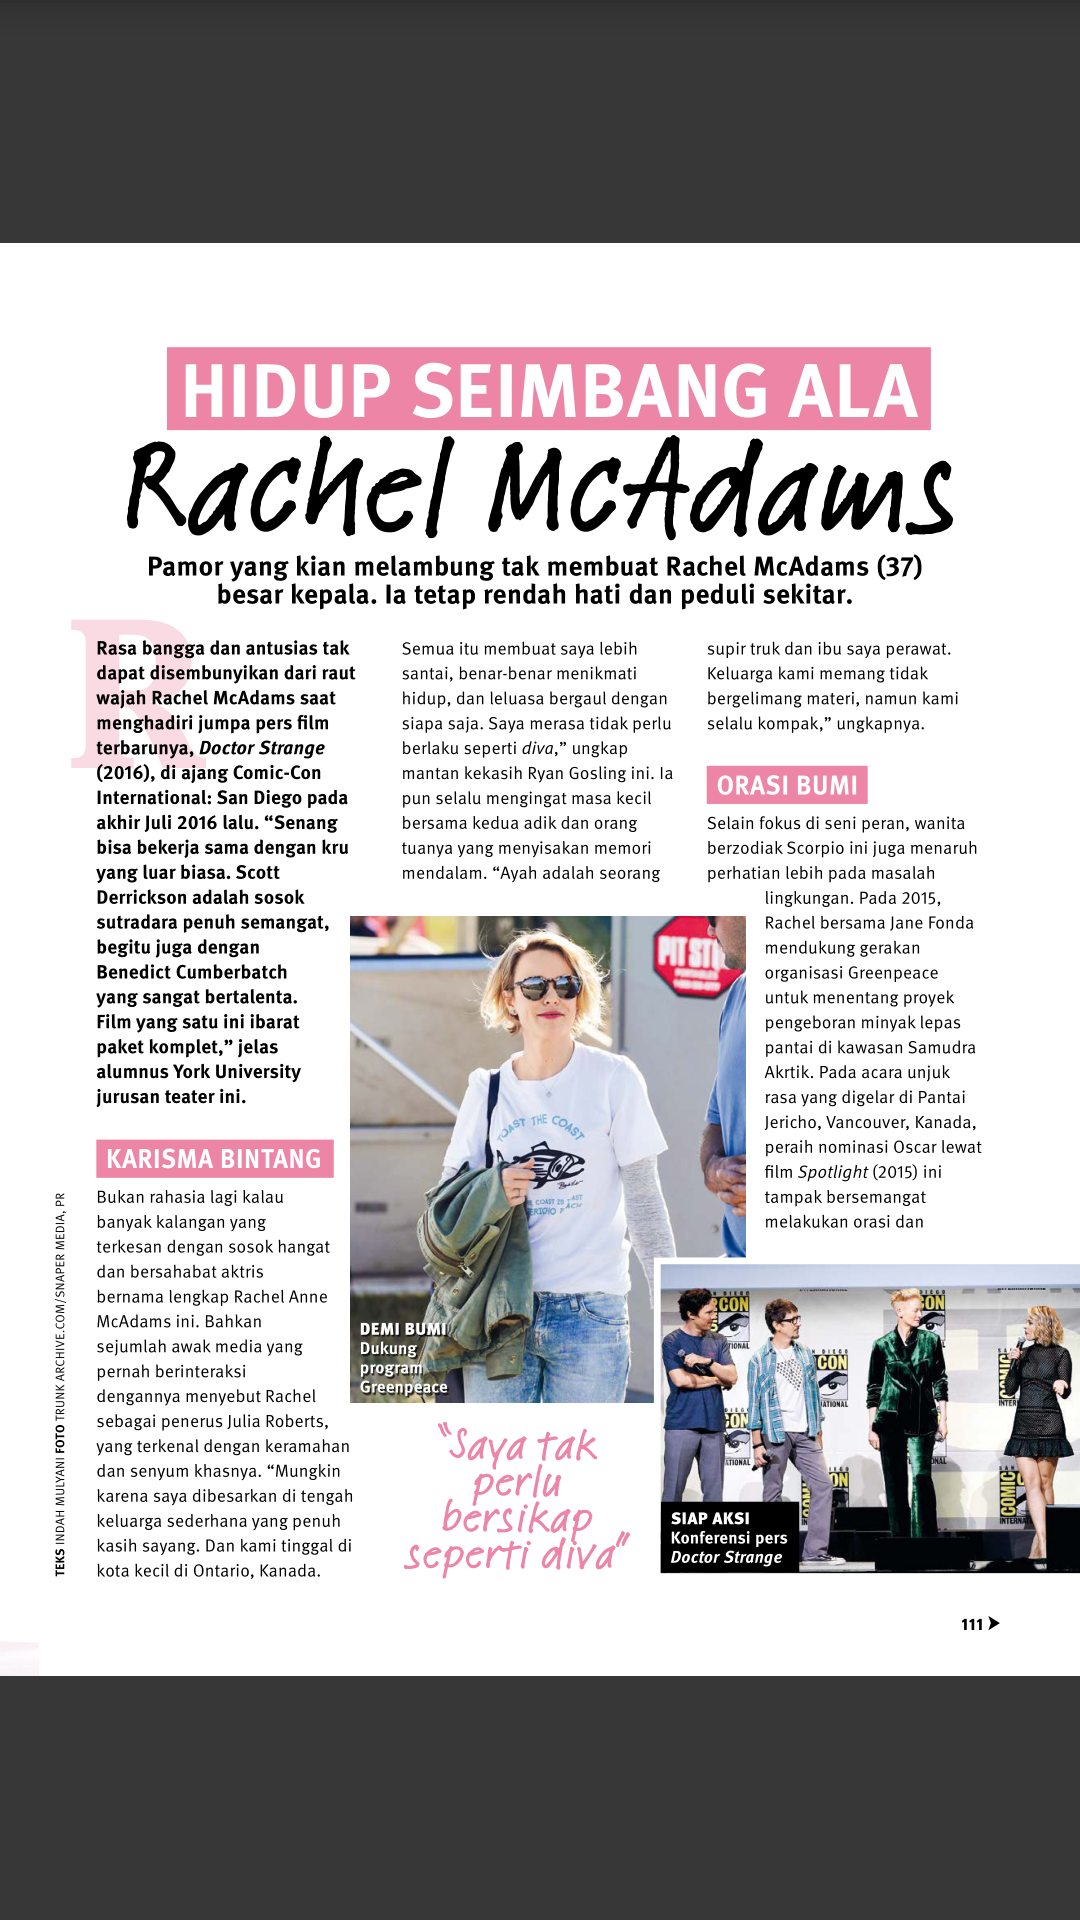 HIDUP SEIMBANG ALA
Rachel McAdams
Pamor yang kian melambung tak membuat Rachel McAdams (37)
besar kepala. Ia tetap rendah hati dan peduli sekitar.
R
Rasa bangga dan antusias tak
dapat disembunyikan dari raut
wajah Rachel McAdams saat
menghadiri jumpa pers film
terbarunya, Doctor Strange
(2016), di ajang Comic-Con
International: San Diego pada
akhir Juli 2016 lalu. “Senang
bisa bekerja sama dengan kru
yang luar biasa. Scott
Derrickson adalah sosok
sutradara penuh semangat,
begitu juga dengan
Benedict Cumberbatch
yang sangat bertalenta.
Film yang satu ini ibarat
paket komplet,” jelas
alumnus York University
jurusan teater ini.
KARISMA BINTANG
Bukan rahasia lagi kalau
banyak kalangan yang
terkesan dengan sosok hangat
dan bersahabat aktris
bernama lengkap Rachel Anne
McAdams ini. Bahkan
sejumlah awak media yang
pernah berinteraksi
dengannya menyebut Rachel
sebagai penerus Julia Roberts,
yang terkenal dengan keramahan
dan senyum khasnya. “Mungkin
karena saya dibesarkan di tengah
keluarga sederhana yang penuh
kasih sayang. Dan kami tinggal di
kota kecil di Ontario, Kanada.
Semua itu membuat saya lebih
santai, benar-benar menikmati
hidup, dan leluasa bergaul dengan
siapa saja. Saya merasa tidak perlu
berlaku seperti diva,” ungkap
mantan kekasih Ryan Gosling ini. Ia
pun selalu mengingat masa kecil
bersama kedua adik dan orang
tuanya yang menyisakan memori
mendalam. “Ayah adalah seorang
supir truk dan ibu saya perawat.
Keluarga kami memang tidak
bergelimang materi, namun kami
selalu kompak,” ungkapnya.
ORASI BUMI
Selain fokus di seni peran, wanita
berzodiak Scorpio ini juga menaruh
perhatian lebih pada masalah
lingkungan. Pada 2015,
Rachel bersama Jane Fonda
mendukung gerakan
organisasi Greenpeace
untuk menentang proyek
pengeboran minyak lepas
pantai di kawasan Samudra
Akrtik. Pada acara unjuk
rasa yang digelar di Pantai
Jericho, Vancouver, Kanada,
peraih nominasi Oscar lewat
film Spotlight (2015) ini
tampak bersemangat
melakukan orasi dan
PIT ST
TOAST THE COAST
DEMI BUMI
Dukung
program
Greenpeace
“Saya tak
perlu
bersikap
seperti diva”
SIAP AKSI
Konferensi pers
Doctor Strange
TEKS INDAH MULYANI FOTO TRUNK ARCHIVE.COM/SNAPER MEDIA, PR
111